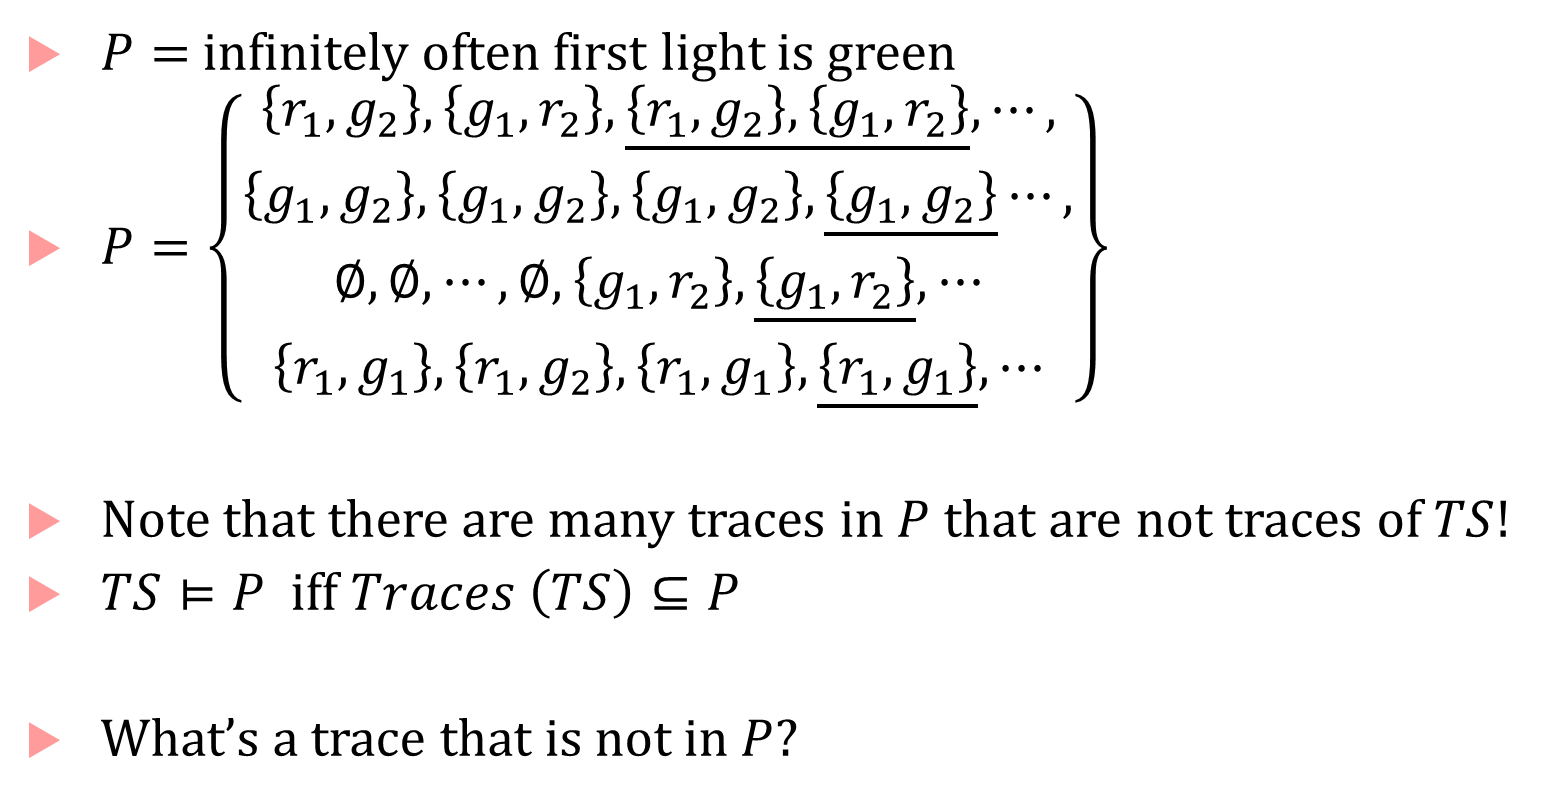 P = infinitely often first light is green
{r₁, g₂}, {g₁, r₂}, {r₁, g₂}, {g₁, r₂}, ⋯ ,
{g₁, g₂}, {g₁, g₂}, {g₁, g₂}, {g₁, g₂} ⋯ ,
P =
∅, ∅, ⋯ , ∅, {g₁, r₂}, {g₁, r₂}, ⋯
{r₁, g₁}, {r₁, g₂}, {r₁, g₁}, {r₁, g₁}, ⋯
Note that there are many traces in P that are not traces of TS!
TS ⊨ P iff Traces (TS) ⊆ P
What’s a trace that is not in P?